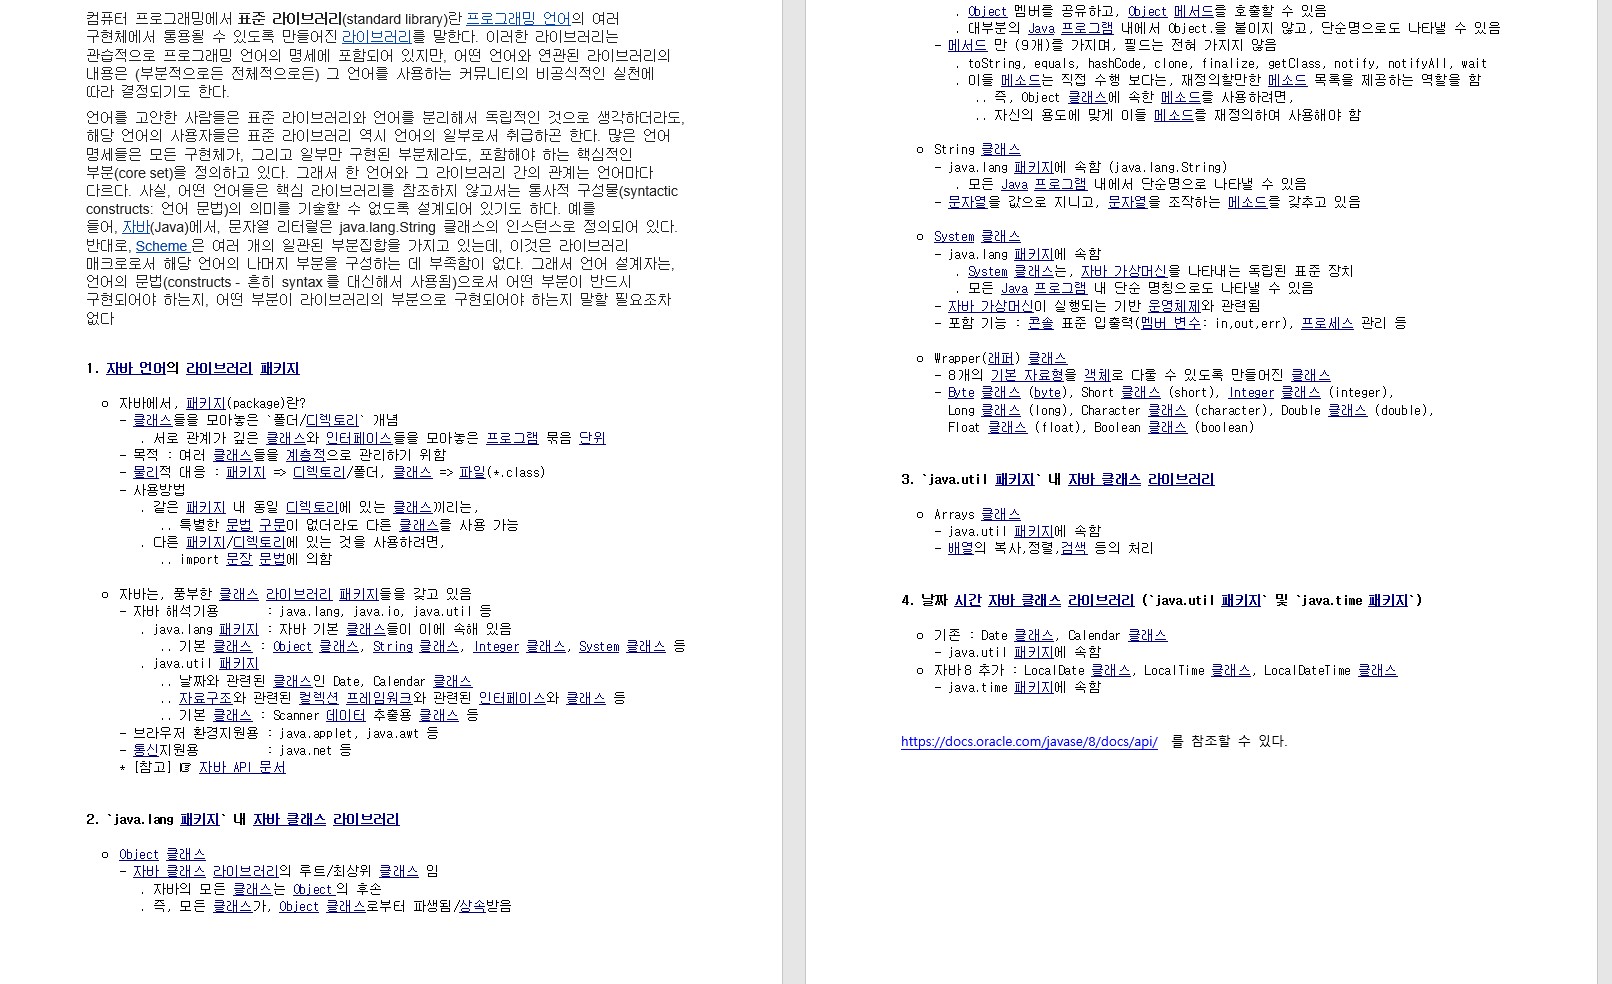 컴퓨터 프로그래밍에서 표준 라이브러리(standard library)란 프로그래밍 언어의 여러
구현체에서 통용될 수 있도록 만들어진 라이브러리를 말한다. 이러한 라이브러리는
관습적으로 프로그래밍 언어의 명세에 포함되어 있지만, 어떤 언어와 연관된 라이브러리의
내용은 (부분적으로든 전체적으로든) 그 언어를 사용하는 커뮤니티의 비공식적인 실천에
따라 결정되기도 한다.
언어를 고안한 사람들은 표준 라이브러리와 언어를 분리해서 독립적인 것으로 생각하더라도,
해당 언어의 사용자들은 표준 라이브러리 역시 언어의 일부로서 취급하곤 한다. 많은 언어
명세들은 모든 구현체가, 그리고 일부만 구현된 부분체라도, 포함해야 하는 핵심적인
부분(core set)을 정의하고 있다. 그래서 한 언어와 그 라이브러리 간의 관계는 언어마다
다르다. 사실, 어떤 언어들은 핵심 라이브러리를 참조하지 않고서는 통사적 구성물(syntactic
constructs: 언어 문법)의 의미를 기술할 수 없도록 설계되어 있기도 하다. 예를
들어, 자바(Java)에서, 문자열 리터럴은 java.lang.String 클래스의 인스턴스로 정의되어 있다.
반대로, Scheme 은 여러 개의 일관된 부분집합을 가지고 있는데, 이것은 라이브러리
매크로로서 해당 언어의 나머지 부분을 구성하는 데 부족함이 없다. 그래서 언어 설계자는,
언어의 문법(constructs - 흔히 syntax 를 대신해서 사용됨)으로서 어떤 부분이 반드시
구현되어야 하는지, 어떤 부분이 라이브러리의 부분으로 구현되어야 하는지 말할 필요조차
없다
1. 자바 언어의 라이브러리 패키지
ㅇ 자바에서, 패키지(package)란?
- 클래스들을 모아놓은 `폴더/디렉토리` 개념
. 서로 관계가 깊은 클래스와 인터페이스들을 모아놓은 프로그램 묶음 단위
- 목적 : 여러 클래스들을 계층적으로 관리하기 위함
- 물리적 대응 : 패키지 => 디렉토리/폴더, 클래스 => 파일(*.class)
- 사용방법
. 같은 패키지 내 동일 디렉토리에 있는 클래스끼리는,
.. 특별한 문법 구문이 없더라도 다른 클래스를 사용 가능
. 다른 패키지/디렉토리에 있는 것을 사용하려면,
.. import 문장 문법에 의함
ㅇ 자바는, 풍부한 클래스 라이브러리 패키지들을 갖고 있음
- 자바 해석기용 : java.lang, java.io, java.util 등
. java.lang 패키지 : 자바 기본 클래스들이 이에 속해 있음
.. 기본 클래스 : Object 클래스, String 클래스, Integer 클래스, System 클래스 등
. java.util 패키지
.. 날짜와 관련된 클래스인 Date, Calendar 클래스
.. 자료구조와 관련된 컬렉션 프레임워크와 관련된 인터페이스와 클래스 등
.. 기본 클래스 : Scanner 데이터 추출용 클래스 등
- 브라우저 환경지원용 : java.applet, java.awt 등
- 통신지원용 : java.net 등
* [참고] ☞ 자바 API 문서
2. `java.lang 패키지` 내 자바 클래스 라이브러리
ㅇ Object 클래스
- 자바 클래스 라이브러리의 루트/최상위 클래스 임
. 자바의 모든 클래스는 Object 의 후손
. 즉, 모든 클래스가, Object 클래스로부터 파생됨/상속받음
. Object 멤버를 공유하고, Object 메서드를 호출할 수 있음
. 대부분의 Java 프로그램 내에서 Object.을 붙이지 않고, 단순명으로도 나타낼 수 있음
- 메서드 만 (9개)를 가지며, 필드는 전혀 가지지 않음
. toString, equals, hashCode, clone, finalize, getClass, notify, notifyAll, wait
. 이들 메소드는 직접 수행 보다는, 재정의할만한 메소드 목록을 제공하는 역할을 함
.. 즉, Object 클래스에 속한 메소드를 사용하려면,
.. 자신의 용도에 맞게 이들 메소드를 재정의하여 사용해야 함
ㅇ String 클래스
- java.lang 패키지에 속함 (java.lang.String)
. 모든 Java 프로그램 내에서 단순명으로 나타낼 수 있음
- 문자열을 값으로 지니고, 문자열을 조작하는 메소드를 갖추고 있음
ㅇ System 클래스
- java.lang 패키지에 속함
. System 클래스는, 자바 가상머신을 나타내는 독립된 표준 장치
. 모든 Java 프로그램 내 단순 명칭으로도 나타낼 수 있음
- 자바 가상머신이 실행되는 기반 운영체제와 관련됨
- 포함 기능 : 콘솔 표준 입출력(멤버 변수: in,out,err), 프로세스 관리 등
ㅇ Wrapper(래퍼) 클래스
- 8개의 기본 자료형을 객체로 다룰 수 있도록 만들어진 클래스
- Byte 클래스 (byte), Short 클래스 (short), Integer 클래스 (integer),
Long 클래스 (long), Character 클래스 (character), Double 클래스 (double),
Float 클래스 (float), Boolean 클래스 (boolean)
3. `java.util 패키지` 내 자바 클래스 라이브러리
ㅇ Arrays 클래스
- java.util 패키지에 속함
- 배열의 복사,정렬,검색 등의 처리
4. 날짜 시간 자바 클래스 라이브러리 (`java.util 패키지` 및 `java.time 패키지`)
ㅇ 기존 : Date 클래스, Calendar 클래스
- java.util 패키지에 속함
ㅇ 자바8 추가 : LocalDate 클래스, LocalTime 클래스, LocalDateTime 클래스
- java.time 패키지에 속함
https://docs.oracle.com/javase/8/docs/api/ 를 참조할 수 있다.